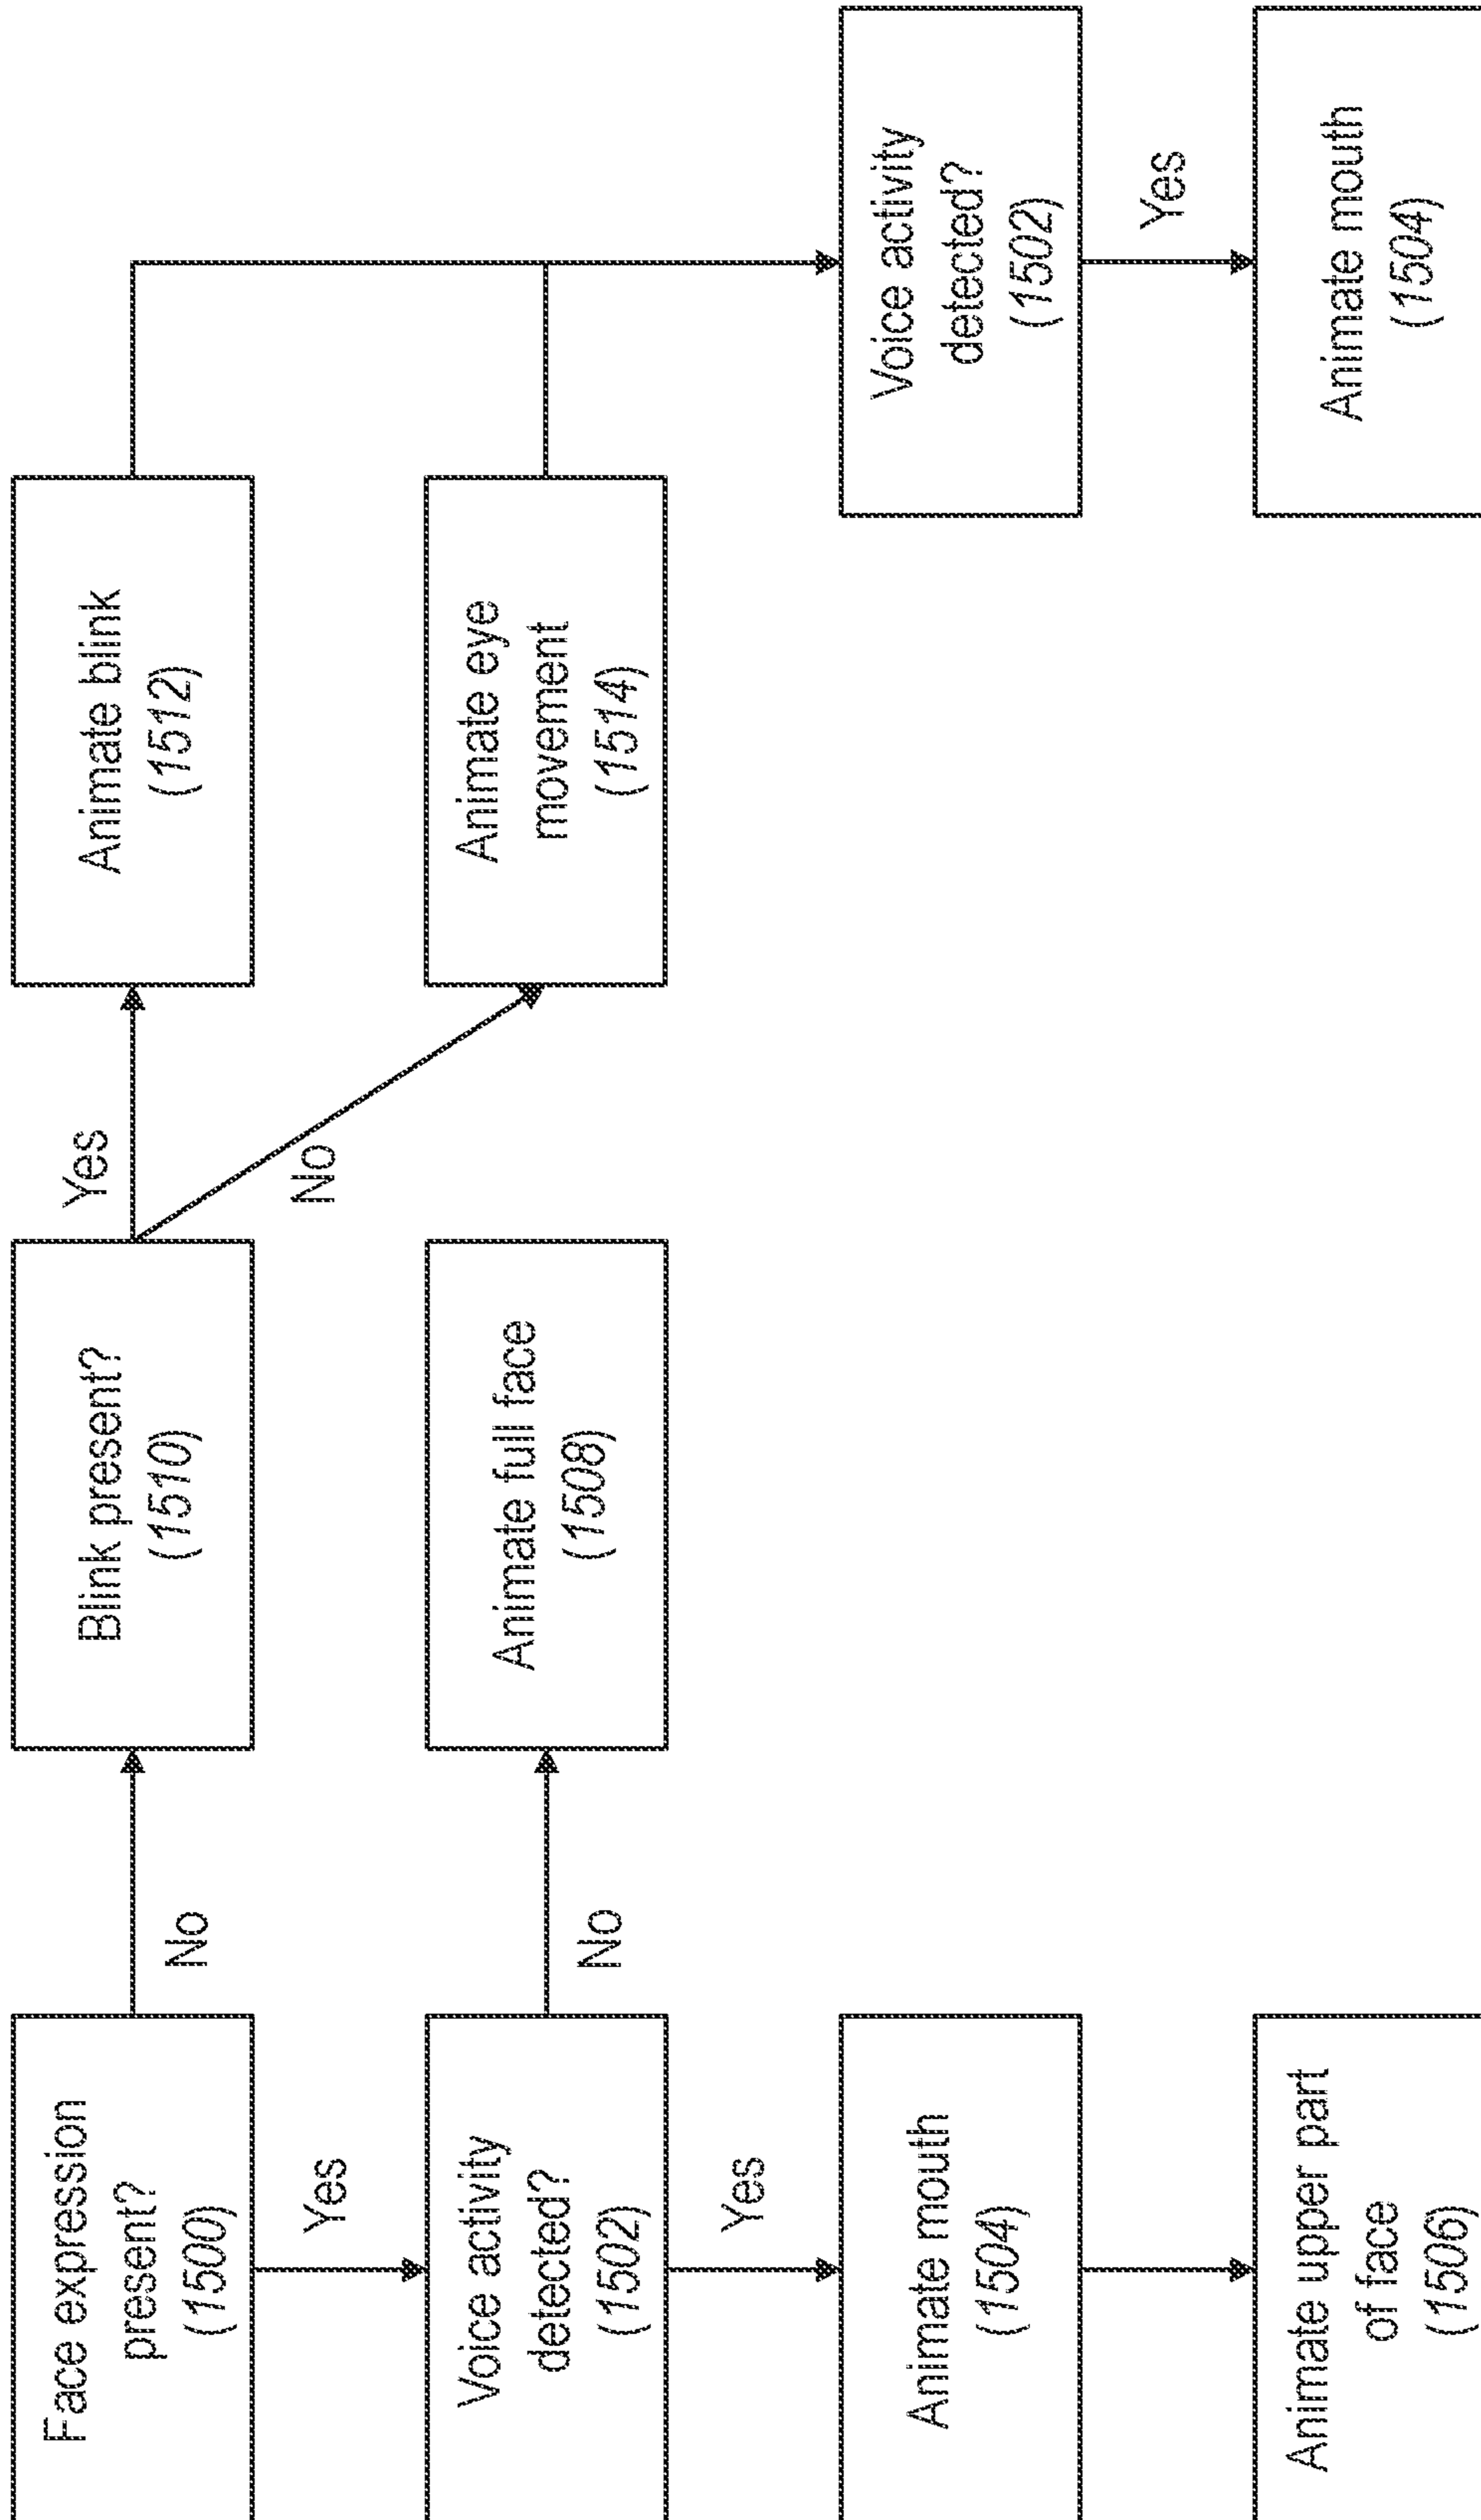 Face expression
present?
(1500)
No
Blink present?
(1510)
Yes
Animate blink
(1512)
Yes
No
Voice activity
detected?
(1502)
No
Animate full face
(1508)
Animate eye
movement
(1514)
Yes
Animate mouth
(1504)
Voice activity
detected?
(1502)
Yes
Animate upper part
of face
(1506)
Animate mouth
(1504)